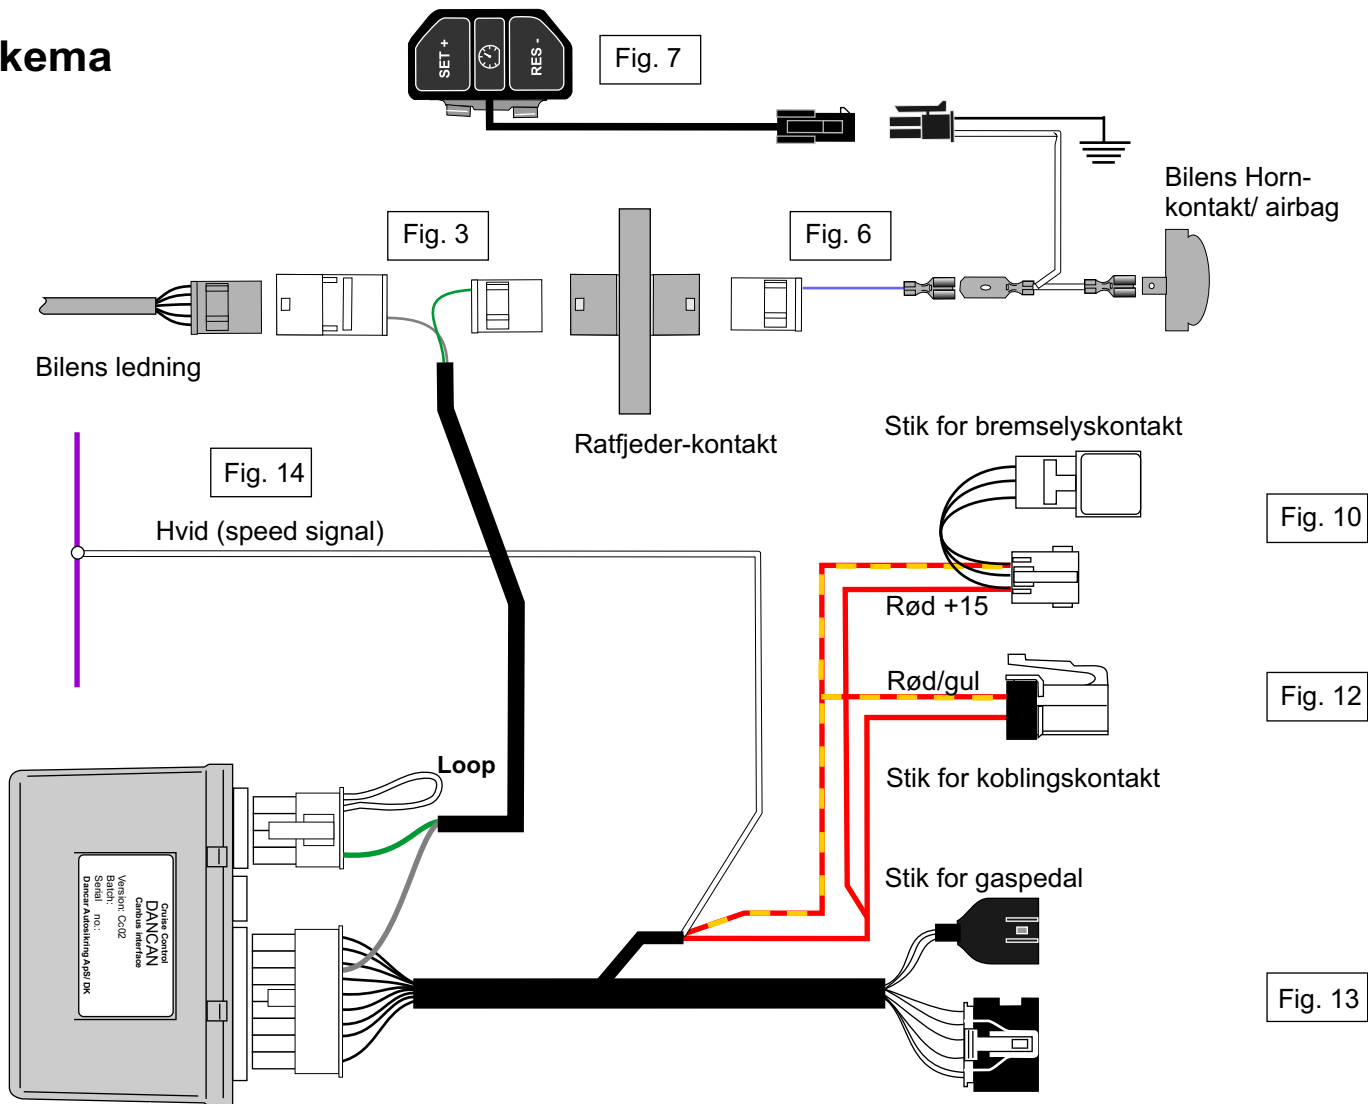 kema
SET +
RES -
Fig. 7
Bilens Horn-
kontakt/ airbag
Fig. 3
Fig. 6
Bilens ledning
Ratfjeder-kontakt
Stik for bremselyskontakt
Fig. 14
Fig. 10
Hvid (speed signal)
Rød +15
Rød/gul
Fig. 12
Loop
Stik for koblingskontakt
Stik for gaspedal
Cruise Control
DANCAN
Canbus interface
Version: Cc02
Batch:
Serial no.:
Dancar Autosikring ApS/ DK
Fig. 13